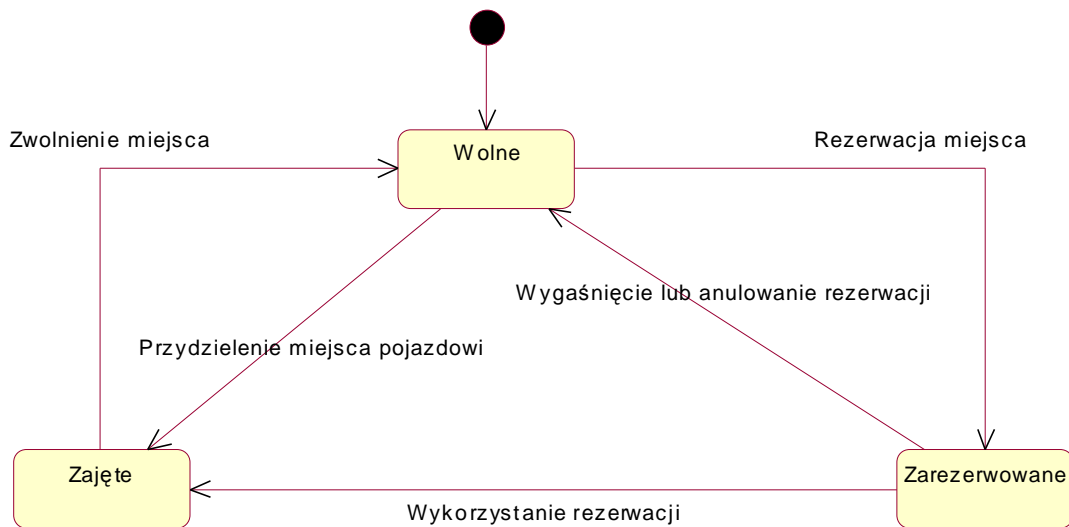 Zwolnienie miejsca
Wolne
Rezerwacja miejsca
Wygaśnięcie lub anulowanie rezerwacji
Przydzielenie miejsca pojazdowi
Zajęte
Zarezerwowane
Wykorzystanie rezerwacji